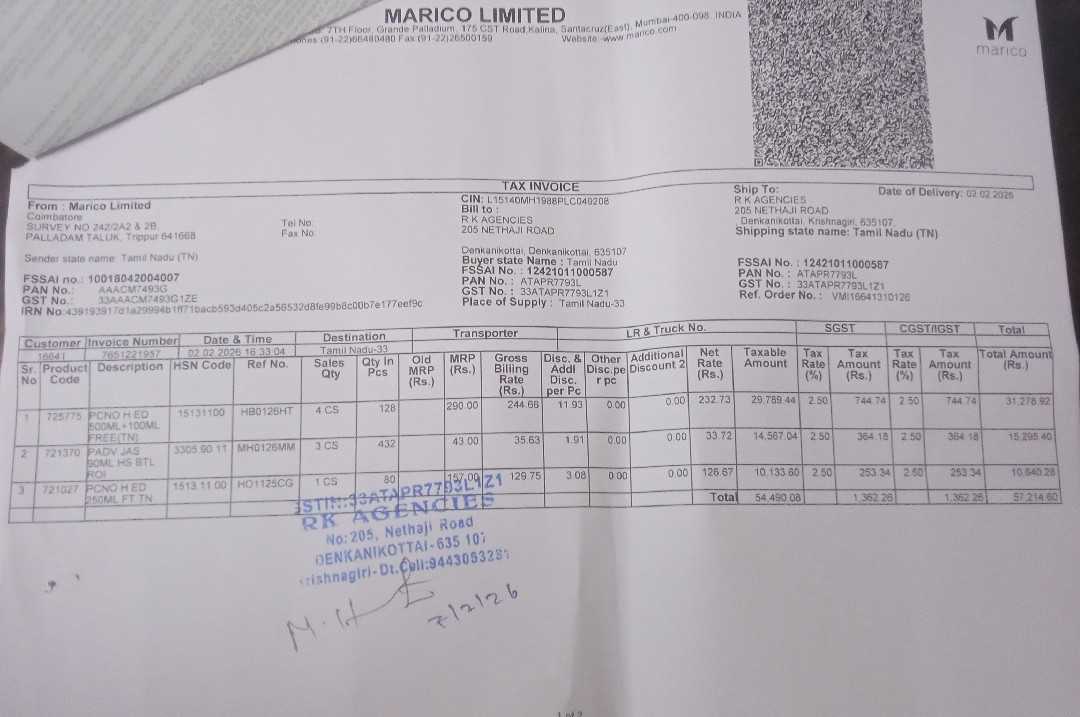 MARICO LIMITED
7TH Floor, Grande Palladium, 175 CST Road,Kalina, Santacruz(East), Mumbai-400-098, INDIA
(91-22)66480480 Fax:(91-22)26500159 Website: www.marico.com
marico
TAX INVOICE
From : Marico Limited
Coimbatore
SURVEY NO 242/2A2 & 2B,
PALLADAM TALUK, Trippur 641668
Tel No:
Fax No:
Sender state name: Tamil Nadu (TN)
FSSAI no.: 10018042004007
PAN No.: AAACM7493G
GST No.: 33AAACM7493G1ZE
IRN No:
CIN: L15140MH1988PLC049208
Bill to :
R K AGENCIES
205 NETHAJI ROAD
Denkanikottai, Denkanikottai, 635107
Buyer state Name : Tamil Nadu
FSSAI No. : 12421011000587
PAN No. : ATAPR7793L
GST No. : 33ATAPR7793L1Z1
Place of Supply : Tamil Nadu-33
Ship To:
R K AGENCIES
205 NETHAJI ROAD
Denkanikottai, Krishnagiri, 635107
Shipping state name: Tamil Nadu (TN)
Date of Delivery: 02.02.2026
FSSAI No. : 12421011000587
PAN No. : ATAPR7793L
GST No. : 33ATAPR7793L1Z1
Ref. Order No. : VMI16641310126
Customer Invoice Number Date & Time Destination Transporter LR & Truck No. SGST CGST/IGST Total
16641 7651221957 02.02.2026 16:33:04 Tamil Nadu-33
Sr. No Product Code Description HSN Code Ref No. Sales Qty Qty In Pcs Old MRP (Rs.) MRP (Rs.) Gross Billing Rate (Rs.) Disc. & Addl Disc. per Pc Other Disc.pe r pc Additional Discount 2 Net Rate (Rs.) Taxable Amount Tax Rate (%) Tax Amount (Rs.) Tax Rate (%) Tax Amount (Rs.) Total Amount (Rs.)
1 725775 PCNO H ED 500ML+100ML FREE(TN) 15131100 HB0126HT 4 CS 128 290.00 244.66 11.93 0.00 0.00 232.73 29,789.44 2.50 744.74 2.50 744.74 31,278.92
2 721370 PADV JAS 90ML HS BTL ROI 3305.90.11 MH0126MM 3 CS 432 43.00 35.63 1.91 0.00 0.00 33.72 14,567.04 2.50 364.18 2.50 364.18 15,295.40
3 721027 PCNO H ED 250ML FT TN 1513.11.00 HO1125CG 1 CS 80 157.00 129.75 3.08 0.00 0.00 126.67 10,133.60 2.50 253.34 2.50 253.34 10,640.28
Total 54,490.08 1,362.26 1,362.26 57,214.60
GSTIN:33ATAPR7793L1Z1
RK AGENCIES
No:205, Nethaji Road
DENKANIKOTTAI-635 107
Krishnagiri-Dt.Cell:
M.H
7/2/26